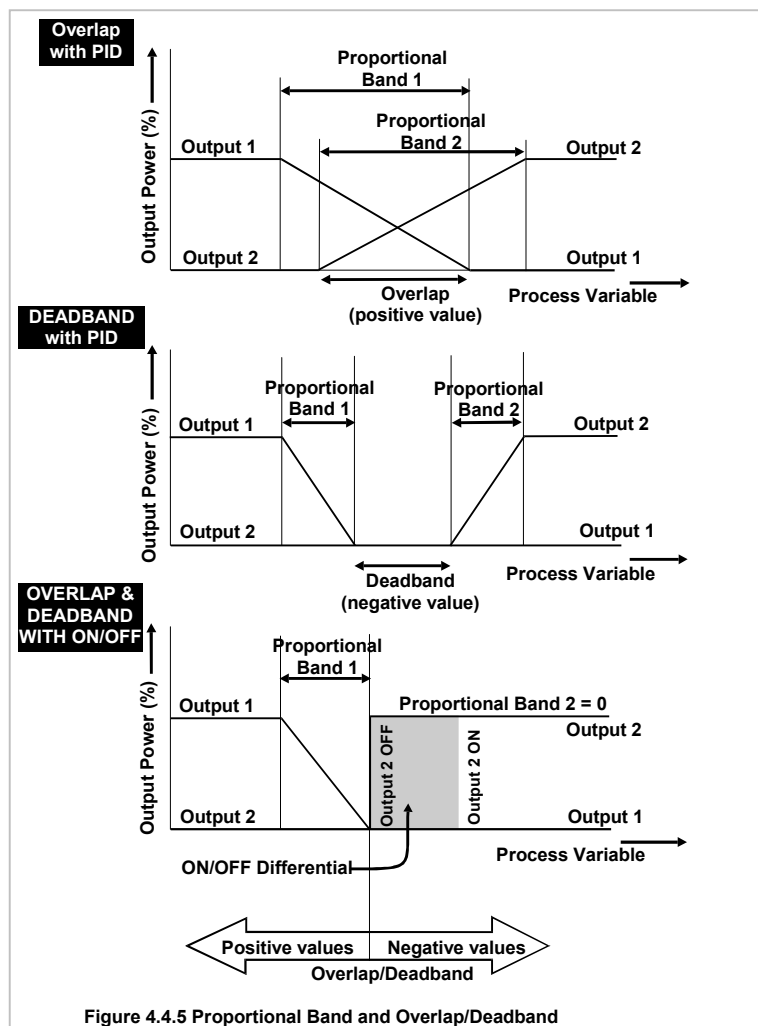 Overlap
with PID
Output Power (%)
Proportional
Band 1
Proportional
Band 2
Output 1
Output 2
Output 2
Output 1
Overlap
(positive value)
Process Variable
DEADBAND
with PID
Output Power (%)
Proportional
Band 1
Proportional
Band 2
Output 1
Output 2
Output 2
Output 1
Deadband
(negative value)
Process Variable
OVERLAP &
DEADBAND
WITH ON/OFF
Output Power (%)
Proportional
Band 1
Output 1
Proportional Band 2 = 0
Output 2
Output 2 OFF
Output 2 ON
Output 2
Output 1
Process Variable
ON/OFF Differential
Positive values
Negative values
Overlap/Deadband
Figure 4.4.5 Proportional Band and Overlap/Deadband